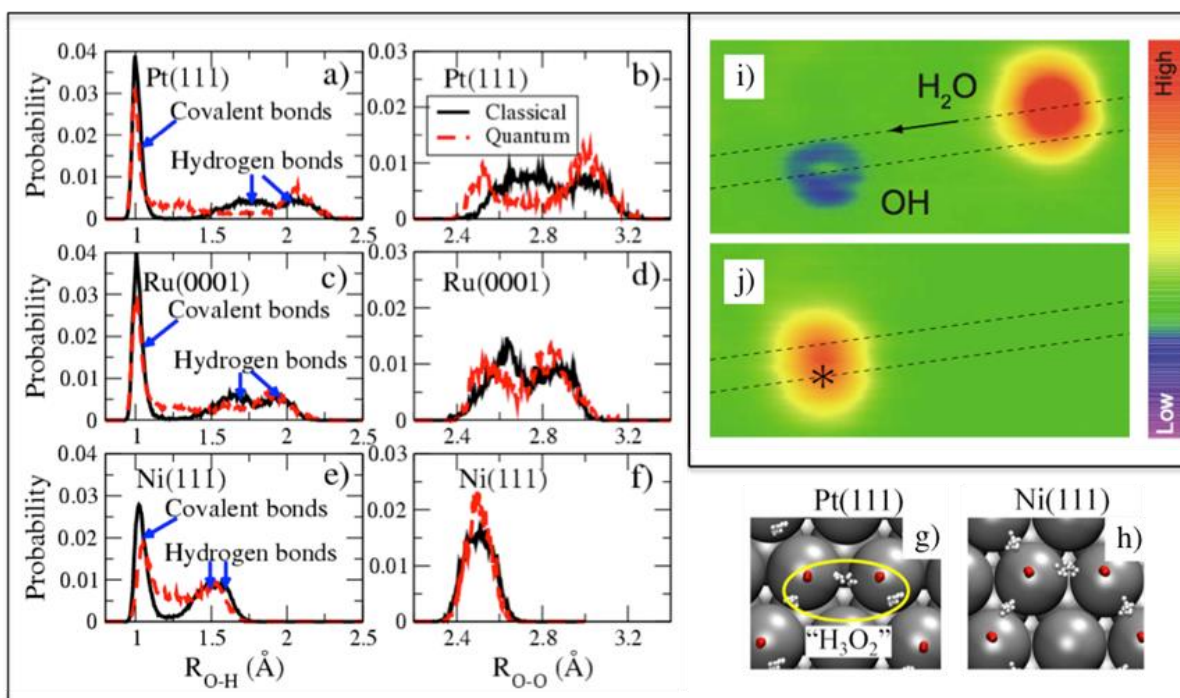 0.04
0.03
0.02
0.01
0
Probability
Pt(111)
a)
Covalent bonds
Hydrogen bonds
1 1.5 2 2.5
0.03
0.02
0.01
0
Pt(111)
b)
Classical
Quantum
2.4 2.8 3.2
0.04
0.03
0.02
0.01
0
Probability
Ru(0001)
c)
Covalent bonds
Hydrogen bonds
1 1.5 2 2.5
0.03
0.02
0.01
0
Ru(0001)
d)
2.4 2.8 3.2
0.04
0.03
0.02
0.01
0
Probability
Ni(111)
e)
Covalent bonds
Hydrogen bonds
1 1.5 2 2.5
R_O-H (Å)
0.03
0.02
0.01
0
Ni(111)
f)
2.4 2.8 3.2
R_O-O (Å)
i)
H₂O
OH
j)
*
High
Low
Pt(111)
g)
“H₃O₂”
Ni(111)
h)